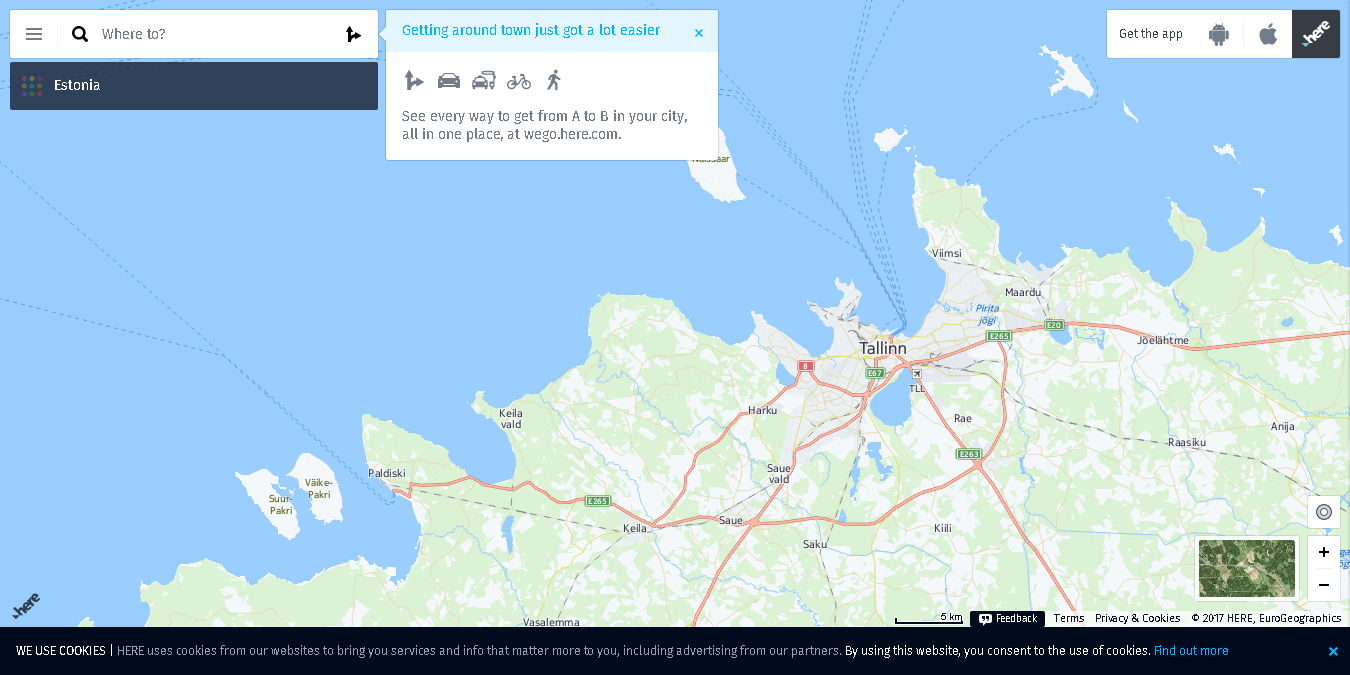 Where to?
Getting around town just got a lot easier
Get the app
here
Estonia
See every way to get from A to B in your city,
all in one place, at wego.here.com.
Viimsi
Maardu
Pirita
jõgi
E20
E265
Jõelähtme
Tallinn
8
E67
TLL
Harku
Keila
vald
Rae
Anija
Raasiku
E263
Paldiski
Saue
vald
Väike-
Pakri
Suur-
Pakri
E265
Keila
Saue
Kiili
Saku
here
Vasalemma
5 km
Feedback
Terms
Privacy & Cookies
© 2017 HERE, EuroGeographics
WE USE COOKIES | HERE uses cookies from our websites to bring you services and info that matter more to you, including advertising from our partners. By using this website, you consent to the use of cookies. Find out more